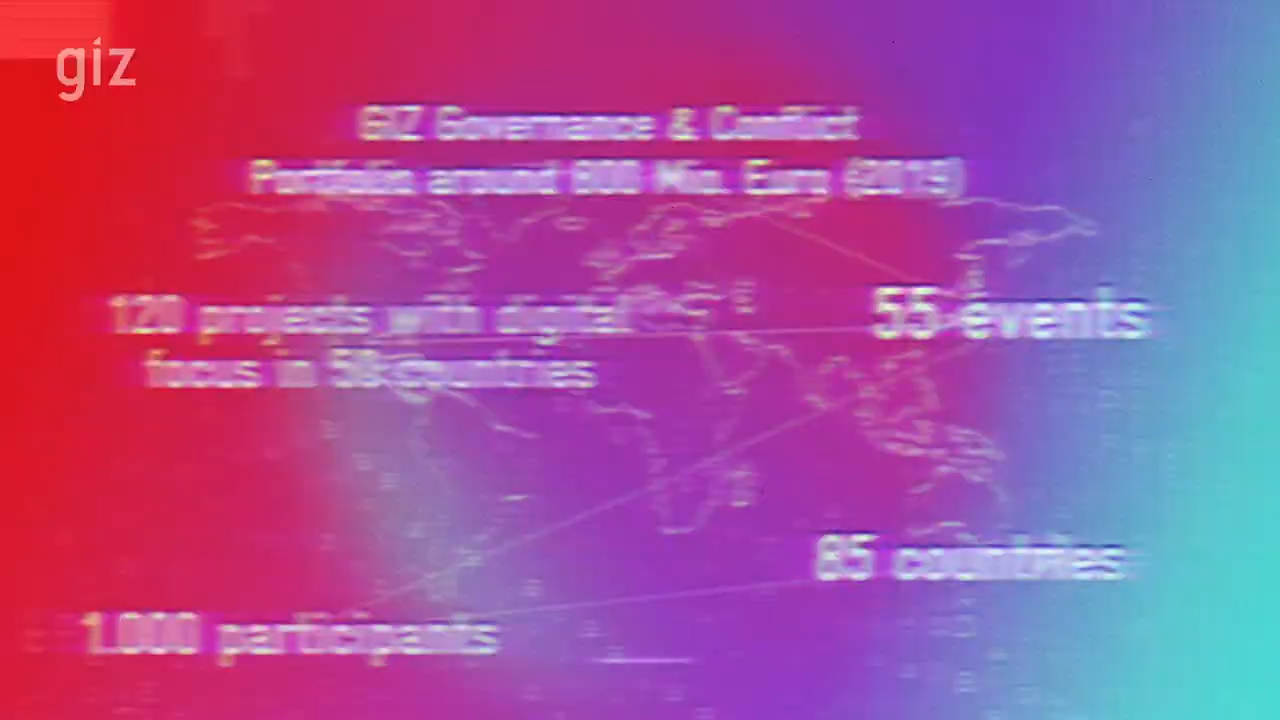 giz
GIZ Governance & Conflict
Portfolio around 800 Mio. Euro (2019)
120 projects with digital
focus in 58 countries
55 events
85 countries
1.000 participants